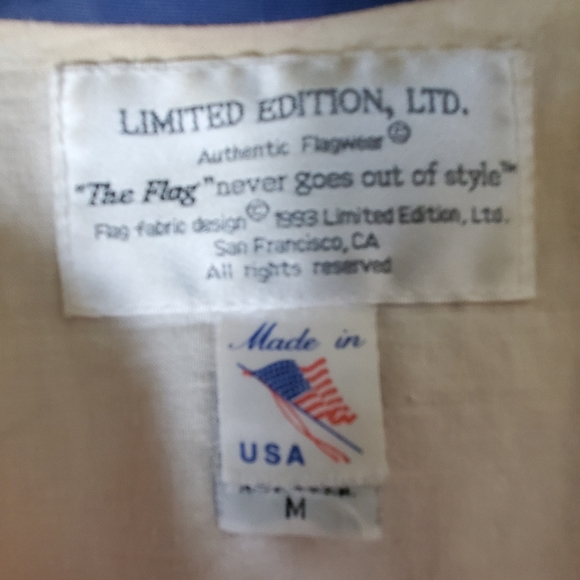 LIMITED EDITION, LTD.
Authentic Flagwear©
"The Flag" never goes out of style™
Flag fabric design © 1993 Limited Edition, Ltd.
San Francisco, CA
All rights reserved
Made in
USA
M